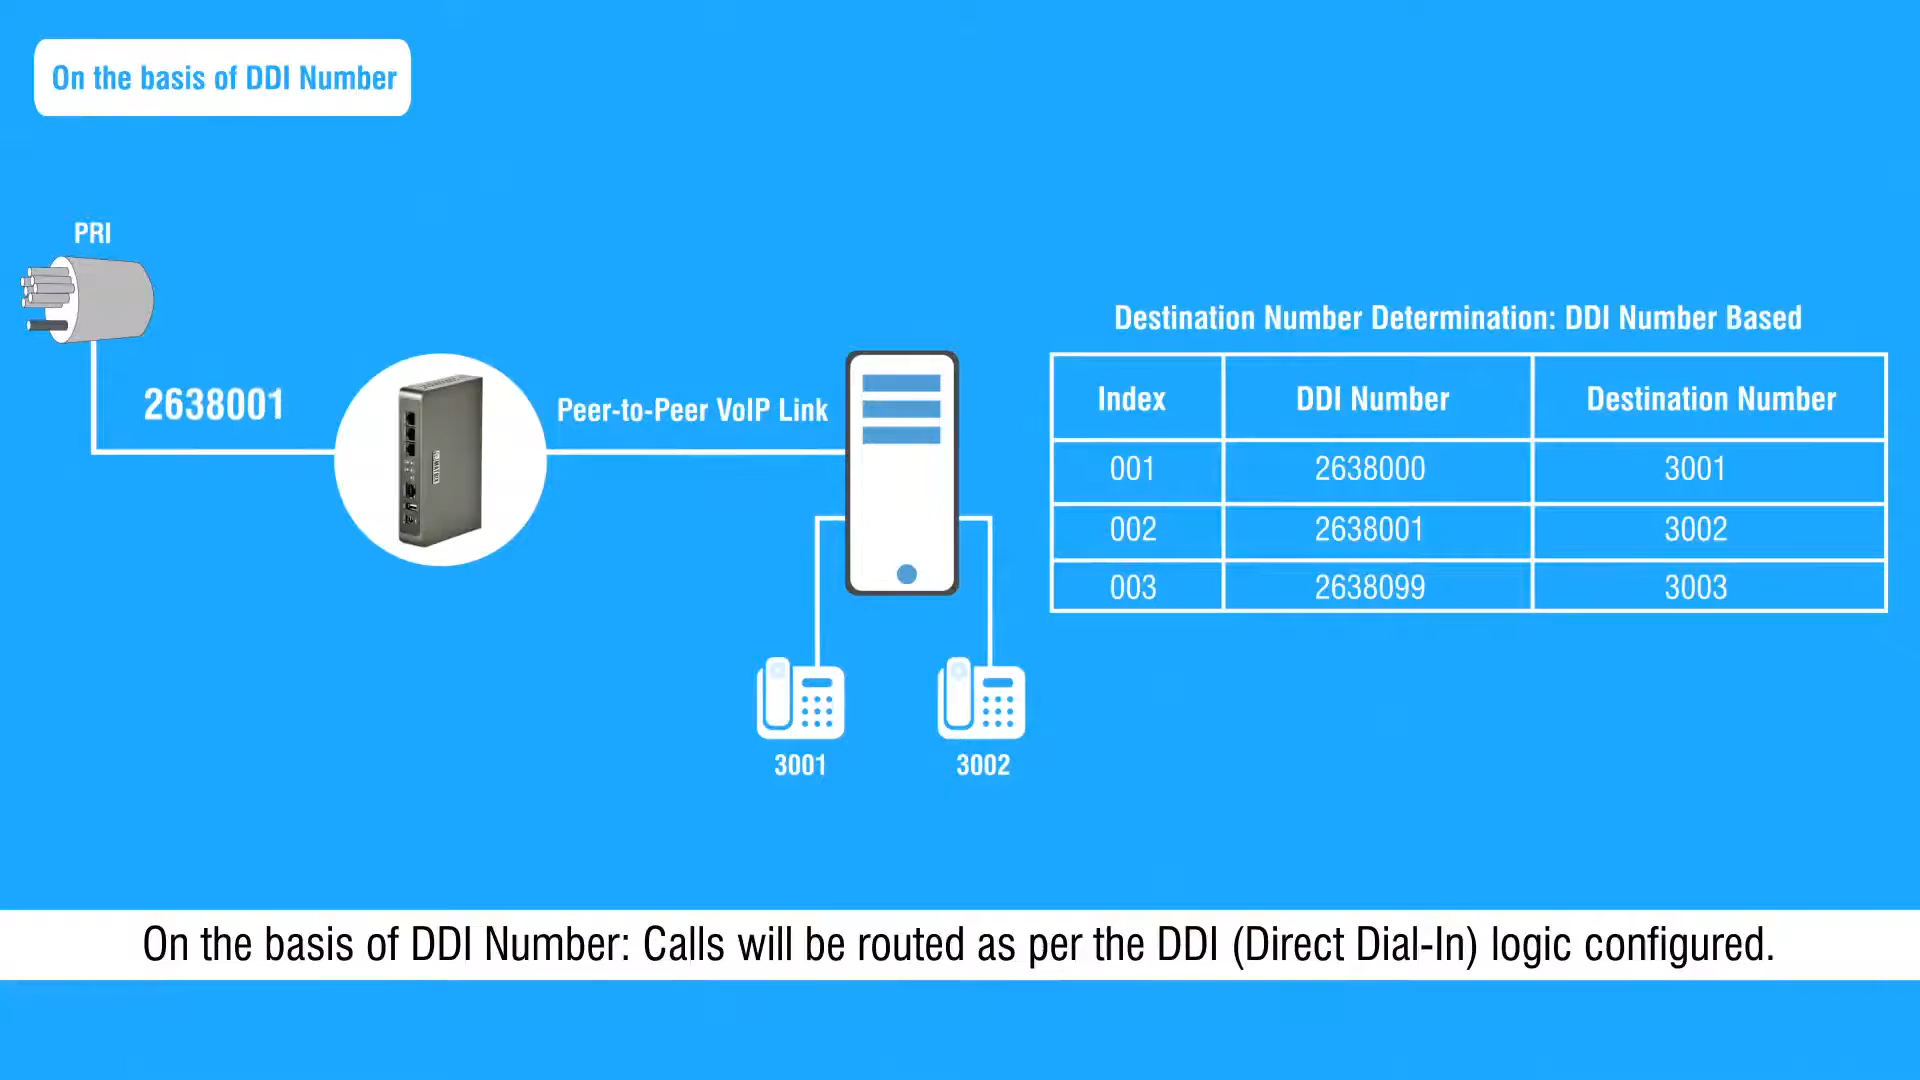 On the basis of DDI Number
PRI
2638001
Peer-to-Peer VoIP Link
3001
3002
Destination Number Determination: DDI Number Based
Index DDI Number Destination Number
001 2638000 3001
002 2638001 3002
003 2638099 3003
On the basis of DDI Number: Calls will be routed as per the DDI (Direct Dial-In) logic configured.